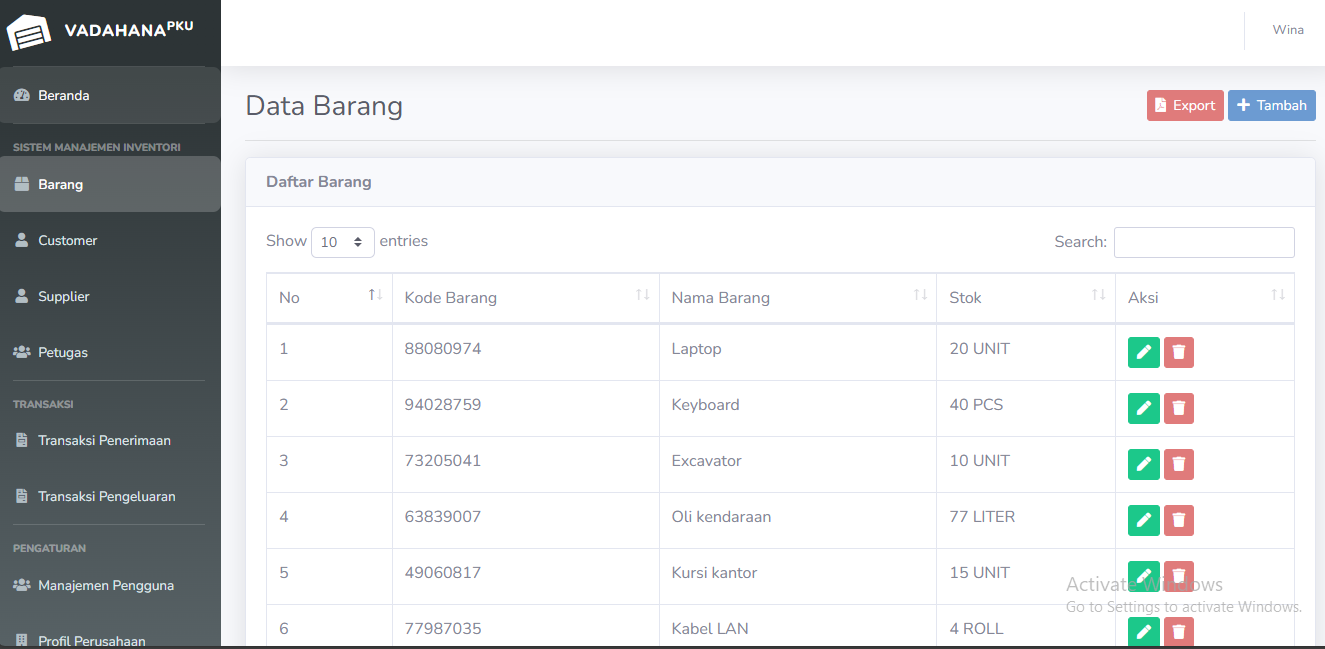 VADAHANA PKU
Wina
Beranda
SISTEM MANAJEMEN INVENTORI
Barang
Customer
Supplier
Petugas
TRANSAKSI
Transaksi Penerimaan
Transaksi Pengeluaran
PENGATURAN
Manajemen Pengguna
Profil Perusahaan
Data Barang
Export
Tambah
Daftar Barang
Show 10 entries
Search:
No Kode Barang Nama Barang Stok Aksi
1 88080974 Laptop 20 UNIT
2 94028759 Keyboard 40 PCS
3 73205041 Excavator 10 UNIT
4 63839007 Oli kendaraan 77 LITER
5 49060817 Kursi kantor 15 UNIT
6 77987035 Kabel LAN 4 ROLL
Activate Windows
Go to Settings to activate Windows.